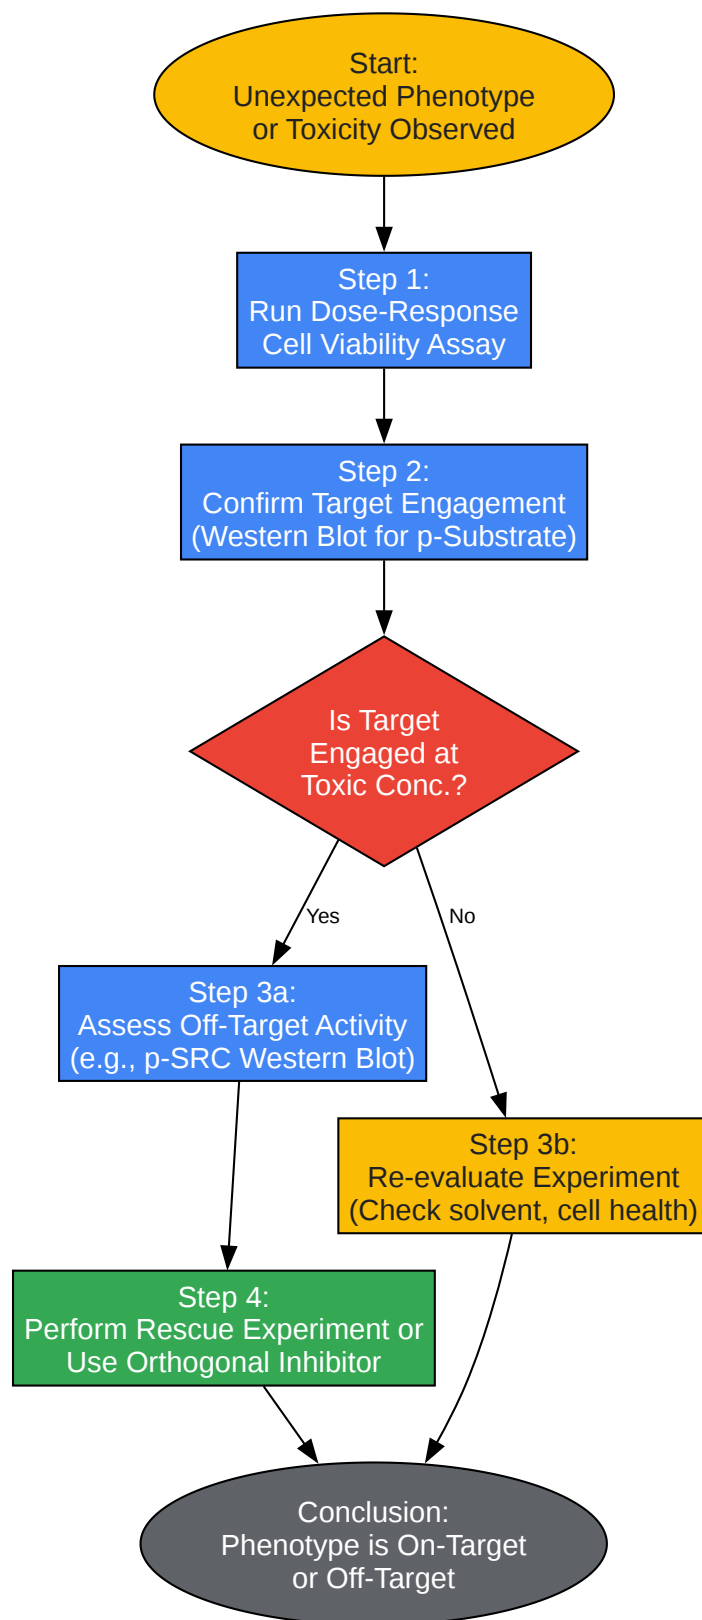 Start:
Unexpected Phenotype
or Toxicity Observed
Step 1:
Run Dose-Response
Cell Viability Assay
Step 2:
Confirm Target Engagement
(Western Blot for p-Substrate)
Is Target
Engaged at
Toxic Conc.?
Yes
No
Step 3a:
Assess Off-Target Activity
(e.g., p-SRC Western Blot)
Step 3b:
Re-evaluate Experiment
(Check solvent, cell health)
Step 4:
Perform Rescue Experiment or
Use Orthogonal Inhibitor
Conclusion:
Phenotype is On-Target
or Off-Target